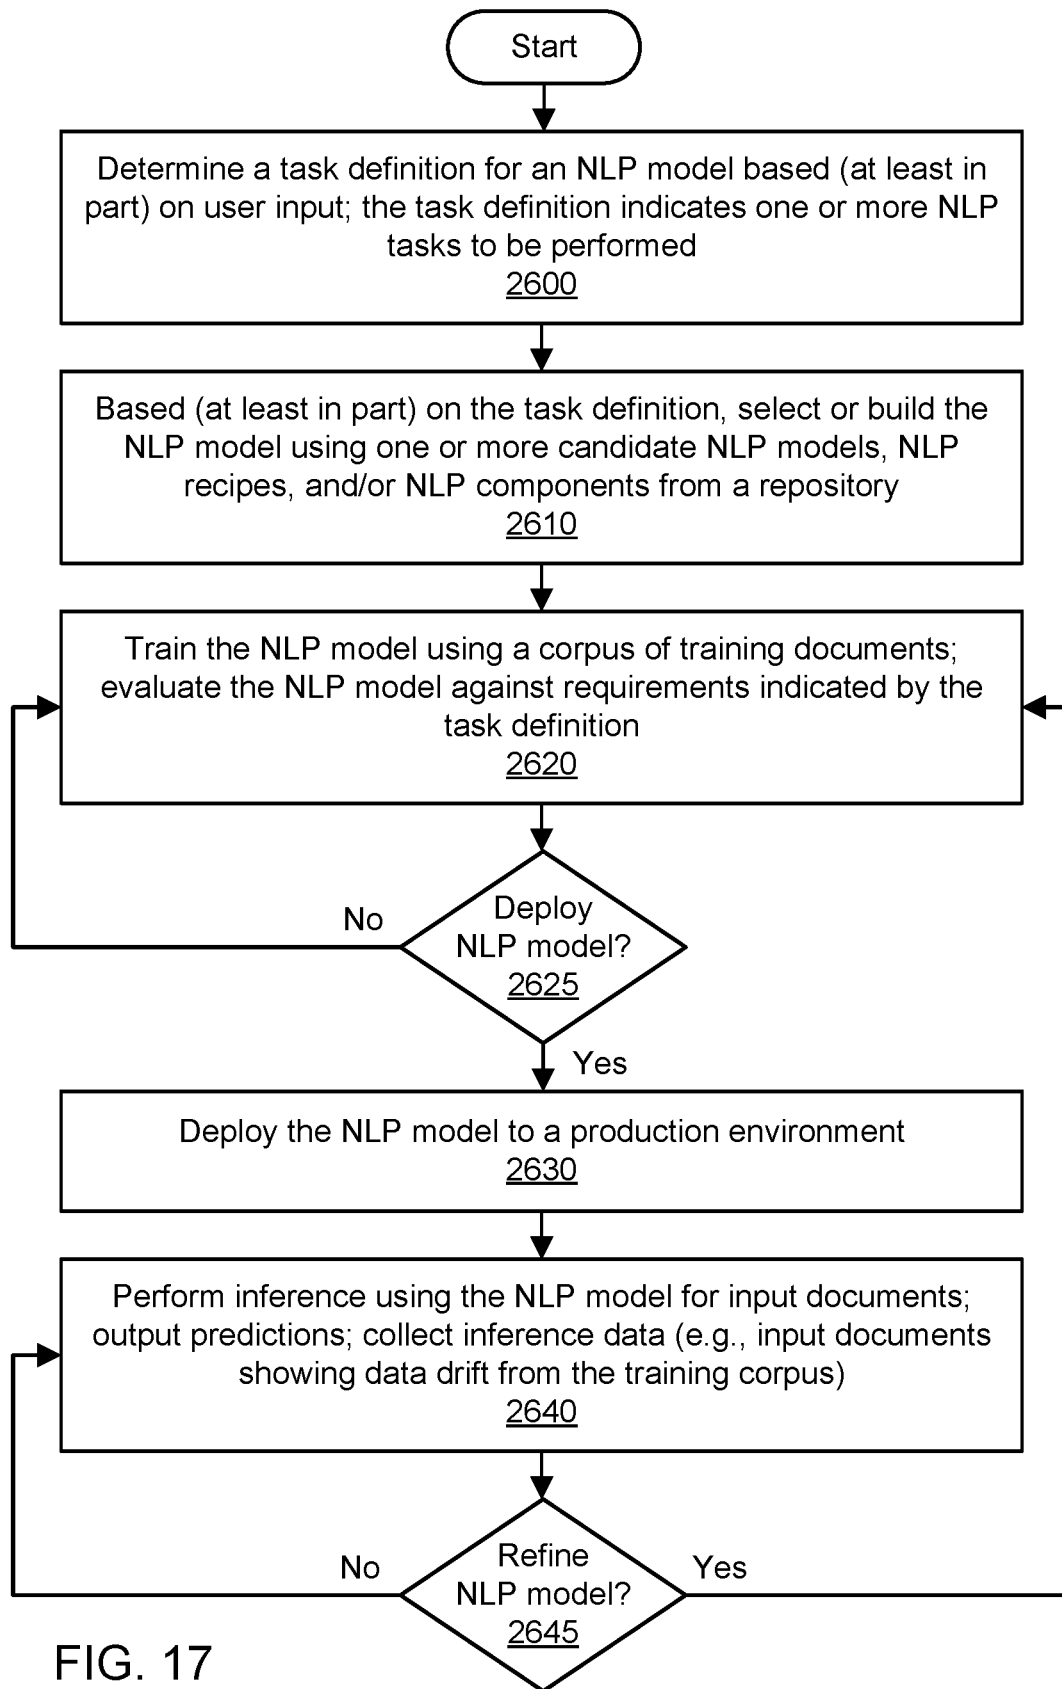 Start
Determine a task definition for an NLP model based (at least in
part) on user input; the task definition indicates one or more NLP
tasks to be performed
2600
Based (at least in part) on the task definition, select or build the
NLP model using one or more candidate NLP models, NLP
recipes, and/or NLP components from a repository
2610
Train the NLP model using a corpus of training documents;
evaluate the NLP model against requirements indicated by the
task definition
2620
No
Deploy
NLP model?
2625
Yes
Deploy the NLP model to a production environment
2630
Perform inference using the NLP model for input documents;
output predictions; collect inference data (e.g., input documents
showing data drift from the training corpus)
2640
No
Refine
NLP model?
2645
Yes
FIG. 17